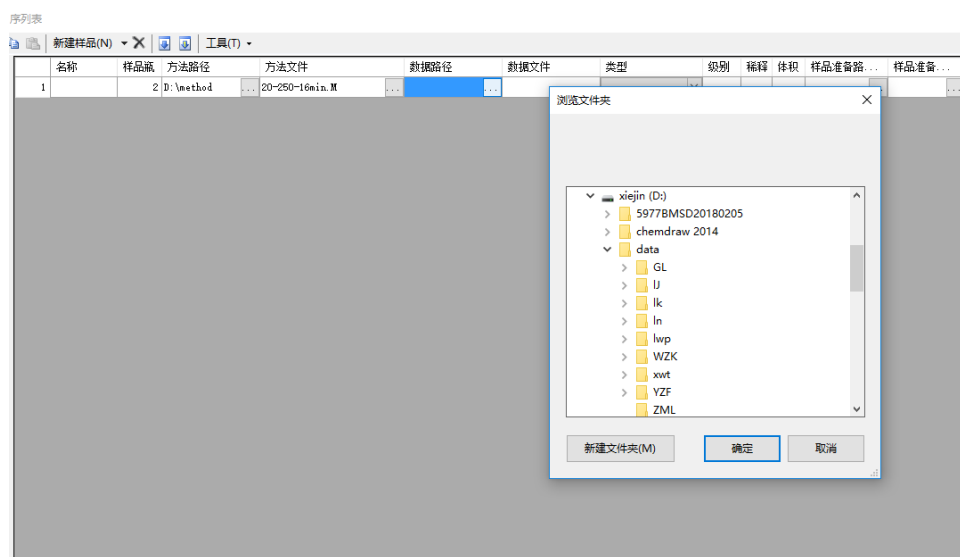 序列表
新建样品(N) 工具(T)
名称 样品瓶 方法路径 方法文件 数据路径 数据文件 类型 级别 稀释 体积 样品准备路... 样品准备...
1 2 D:\method ... 20-250-16min.M ... ... ...
浏览文件夹
xiejin (D:)
5977BMSD20180205
chemdraw 2014
data
GL
lJ
lk
ln
lwp
WZK
xwt
YZF
ZML
新建文件夹(M) 确定 取消